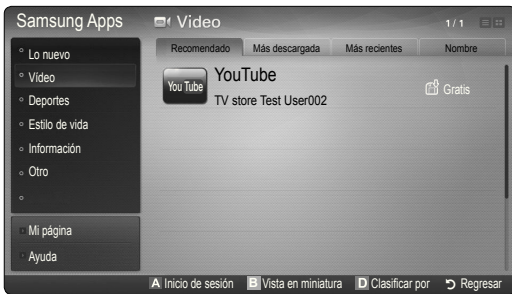 Samsung Apps
Video
1/1
Recomendado Más descargada Más recientes Nombre
Lo nuevo
Vídeo
Deportes
Estilo de vida
Información
Otro
Mi página
Ayuda
You Tube
YouTube
TV store Test User002
Gratis
A Inicio de sesión B Vista en miniatura D Clasificar por Regresar